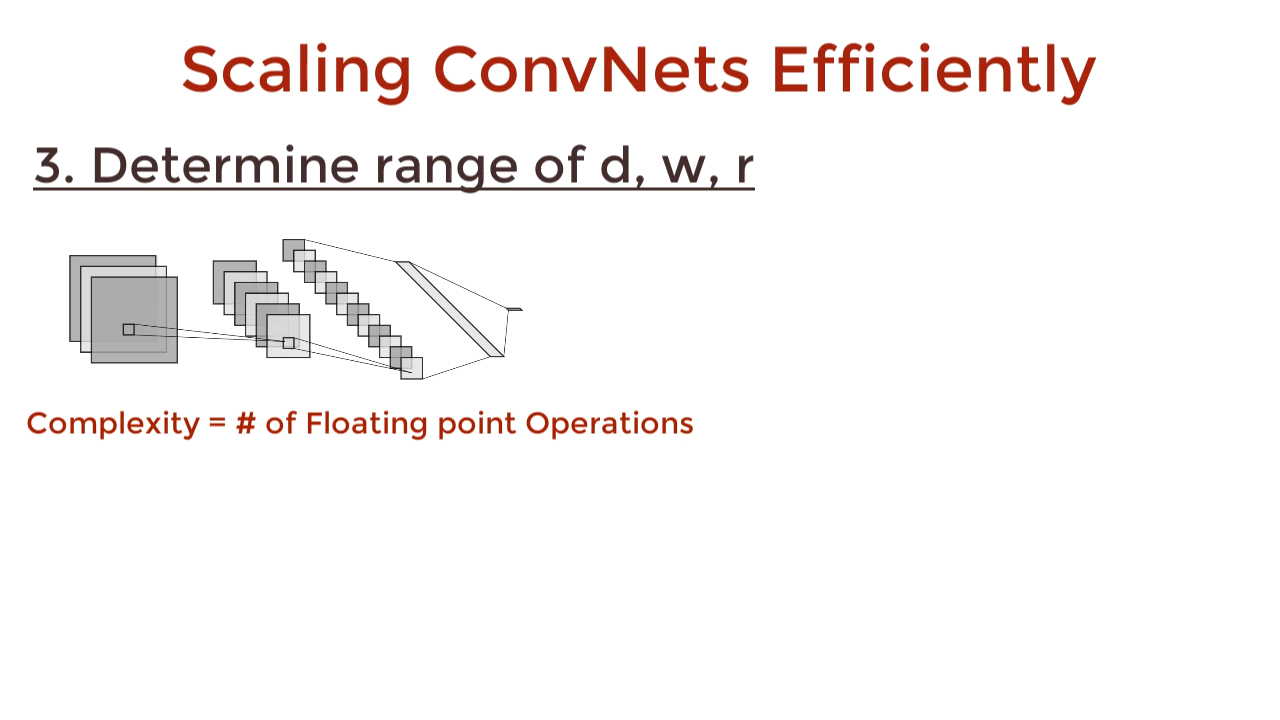 Scaling ConvNets Efficiently
3. Determine range of d, w, r
Complexity = # of Floating point Operations